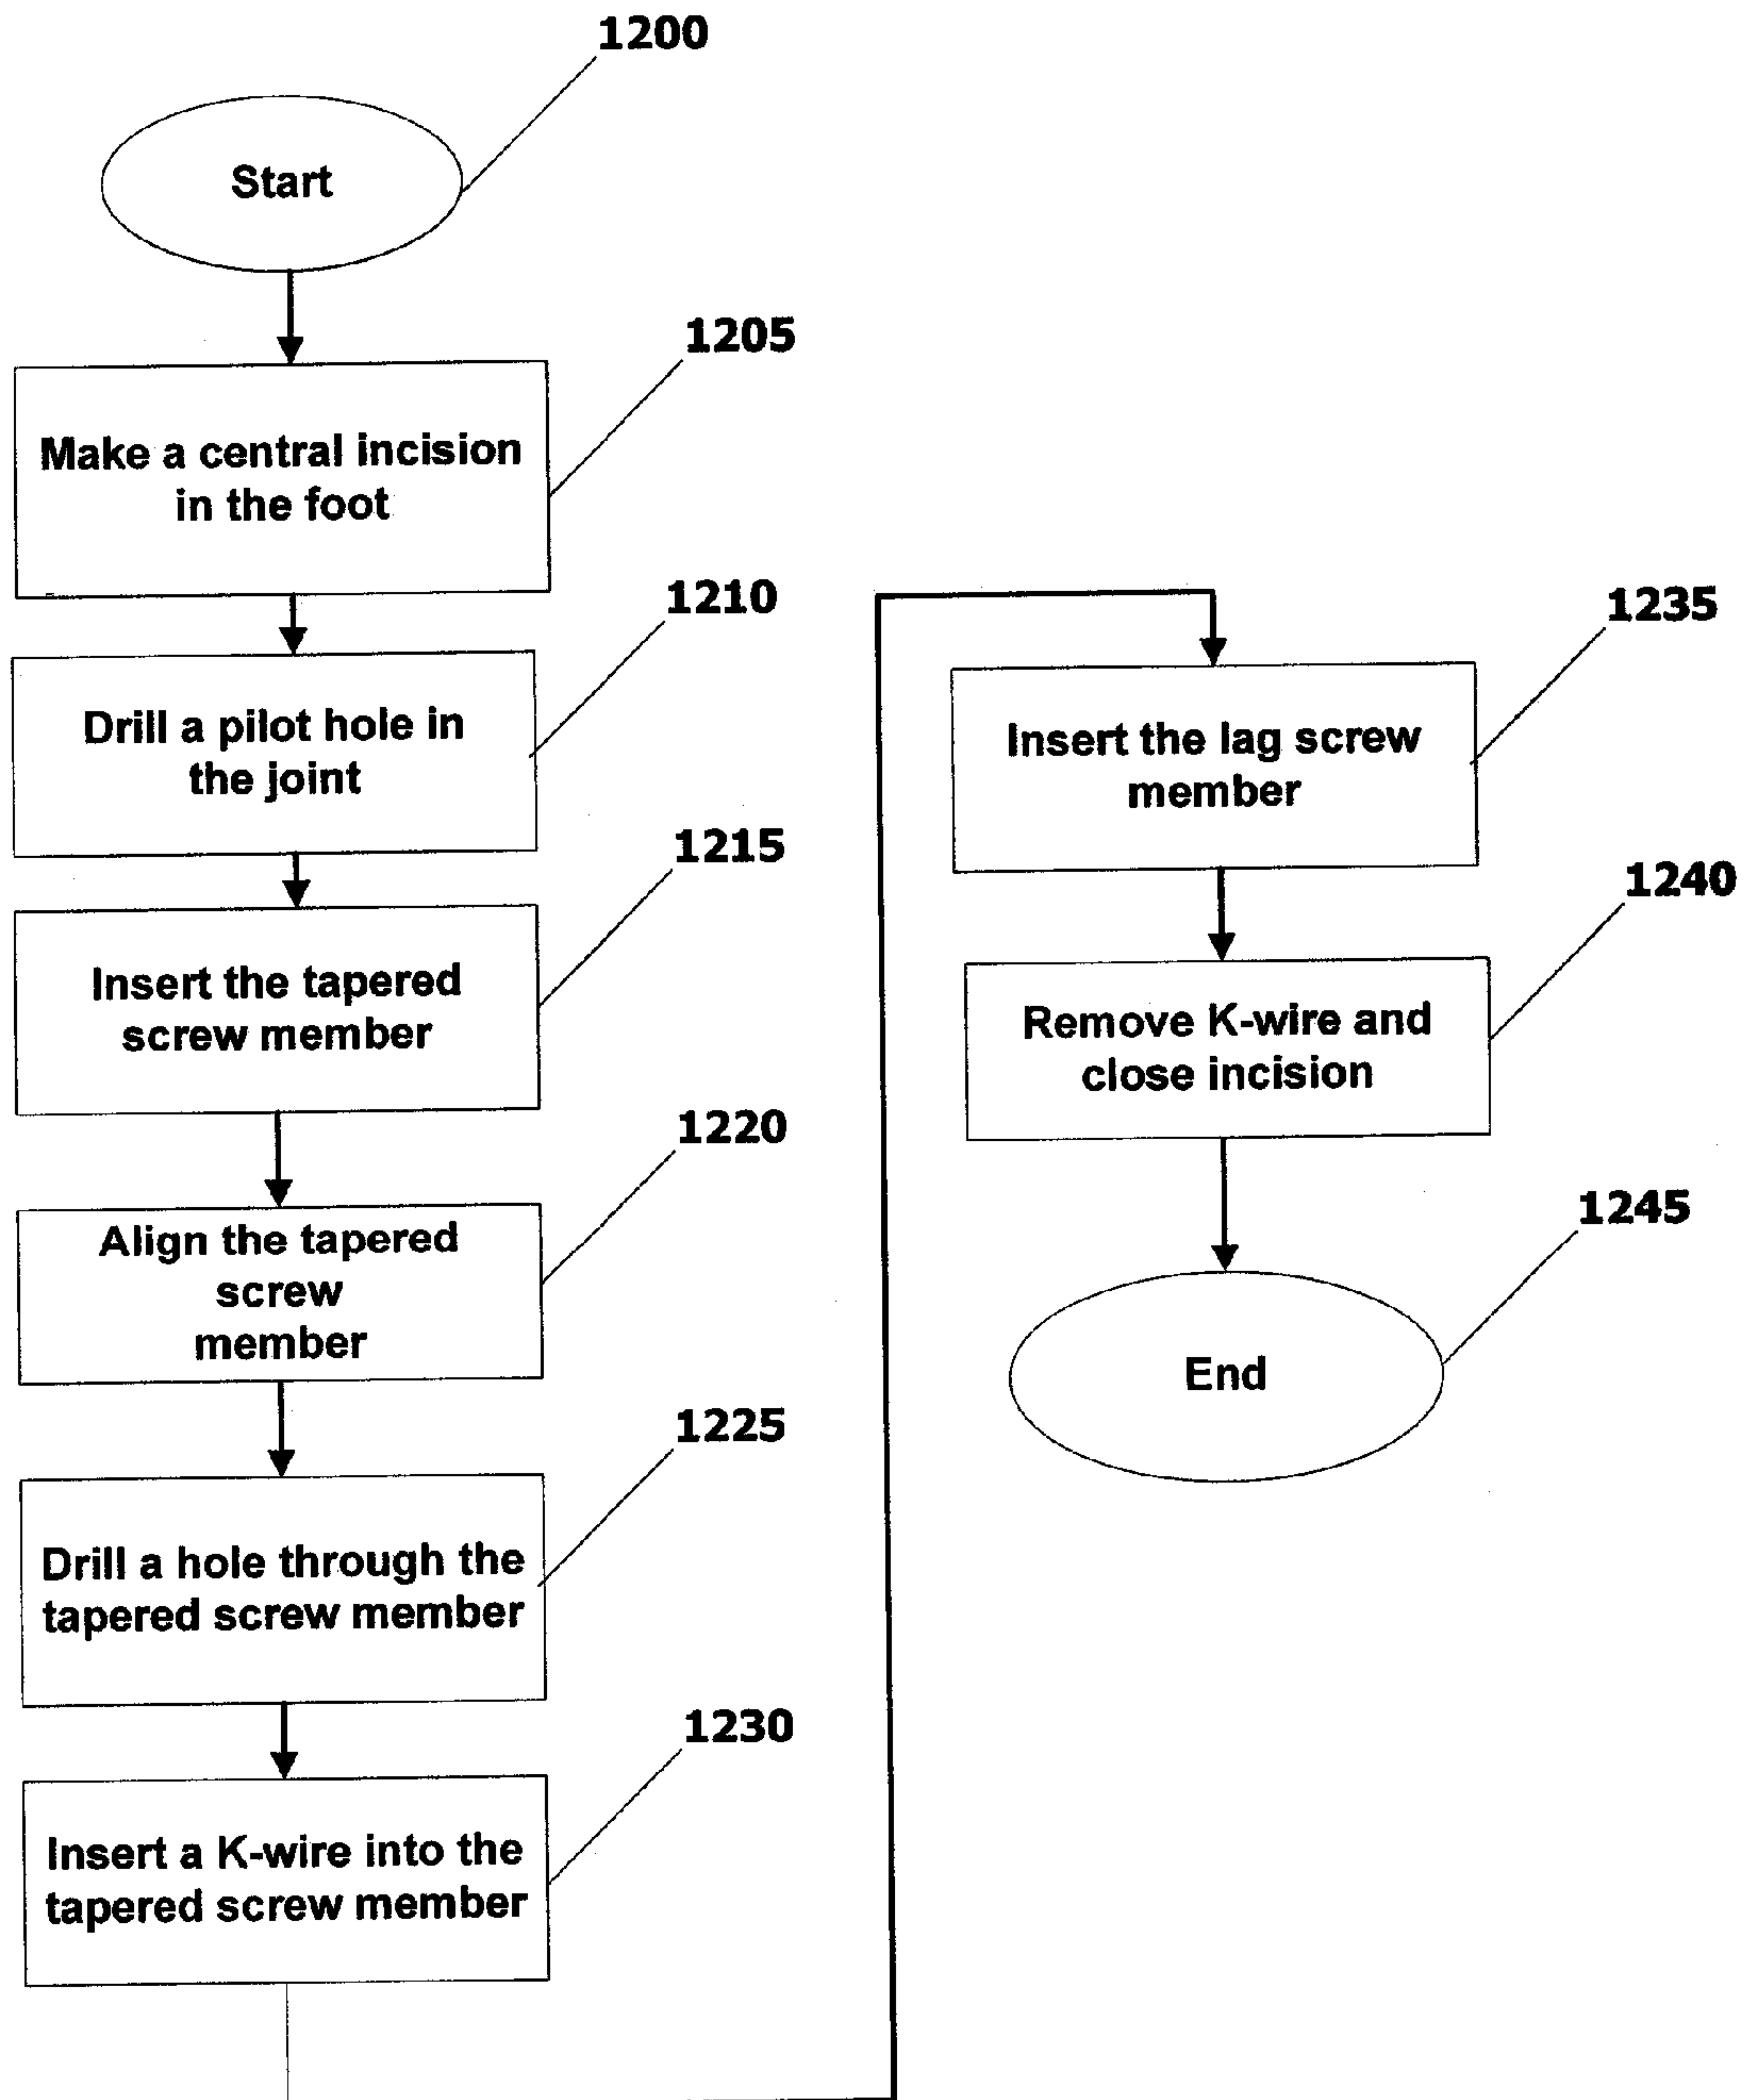 1200
Start
1205
Make a central incision
in the foot
1210
Drill a pilot hole in
the joint
1215
Insert the tapered
screw member
1220
Align the tapered
screw
member
1225
Drill a hole through the
tapered screw member
1230
Insert a K-wire into the
tapered screw member
1235
Insert the lag screw
member
1240
Remove K-wire and
close incision
1245
End